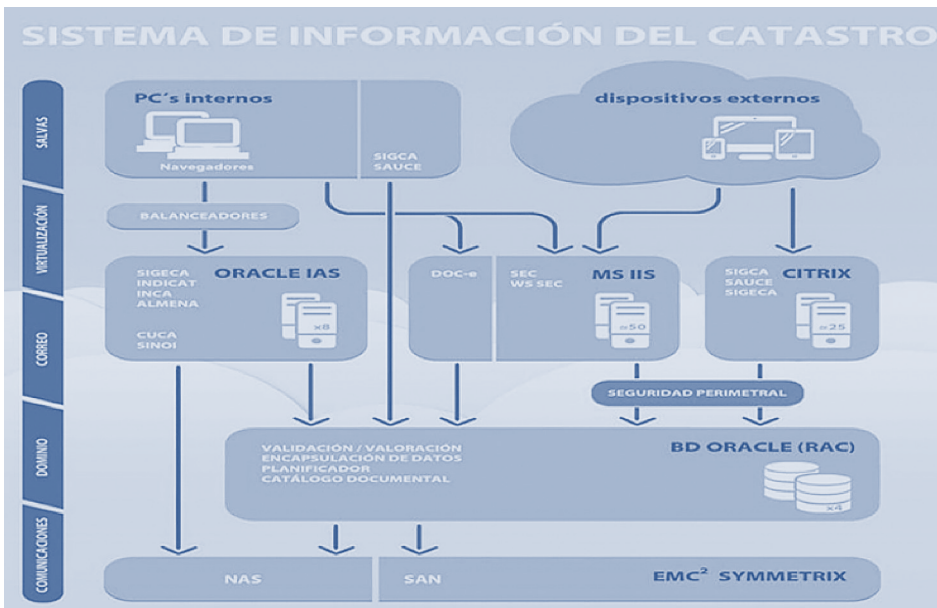 SISTEMA DE INFORMACIÓN DEL CATASTRO
SALVAS
VIRTUALIZACIÓN
CORREO
DOMINIO
COMUNICACIONES
PC´s internos
Navegadores
SIGCA
SAUCE
dispositivos externos
BALANCEADORES
SIGECA
INDICAT
INCA
ALMENA
CUCA
SINOI
ORACLE IAS
x8
DOC-e
SEC
WS SEC
MS IIS
≈50
SIGCA
SAUCE
SIGECA
CITRIX
≈25
SEGURIDAD PERIMETRAL
VALIDACIÓN / VALORACIÓN
ENCAPSULACIÓN DE DATOS
PLANIFICADOR
CATÁLOGO DOCUMENTAL
BD ORACLE (RAC)
x4
NAS
SAN
EMC² SYMMETRIX